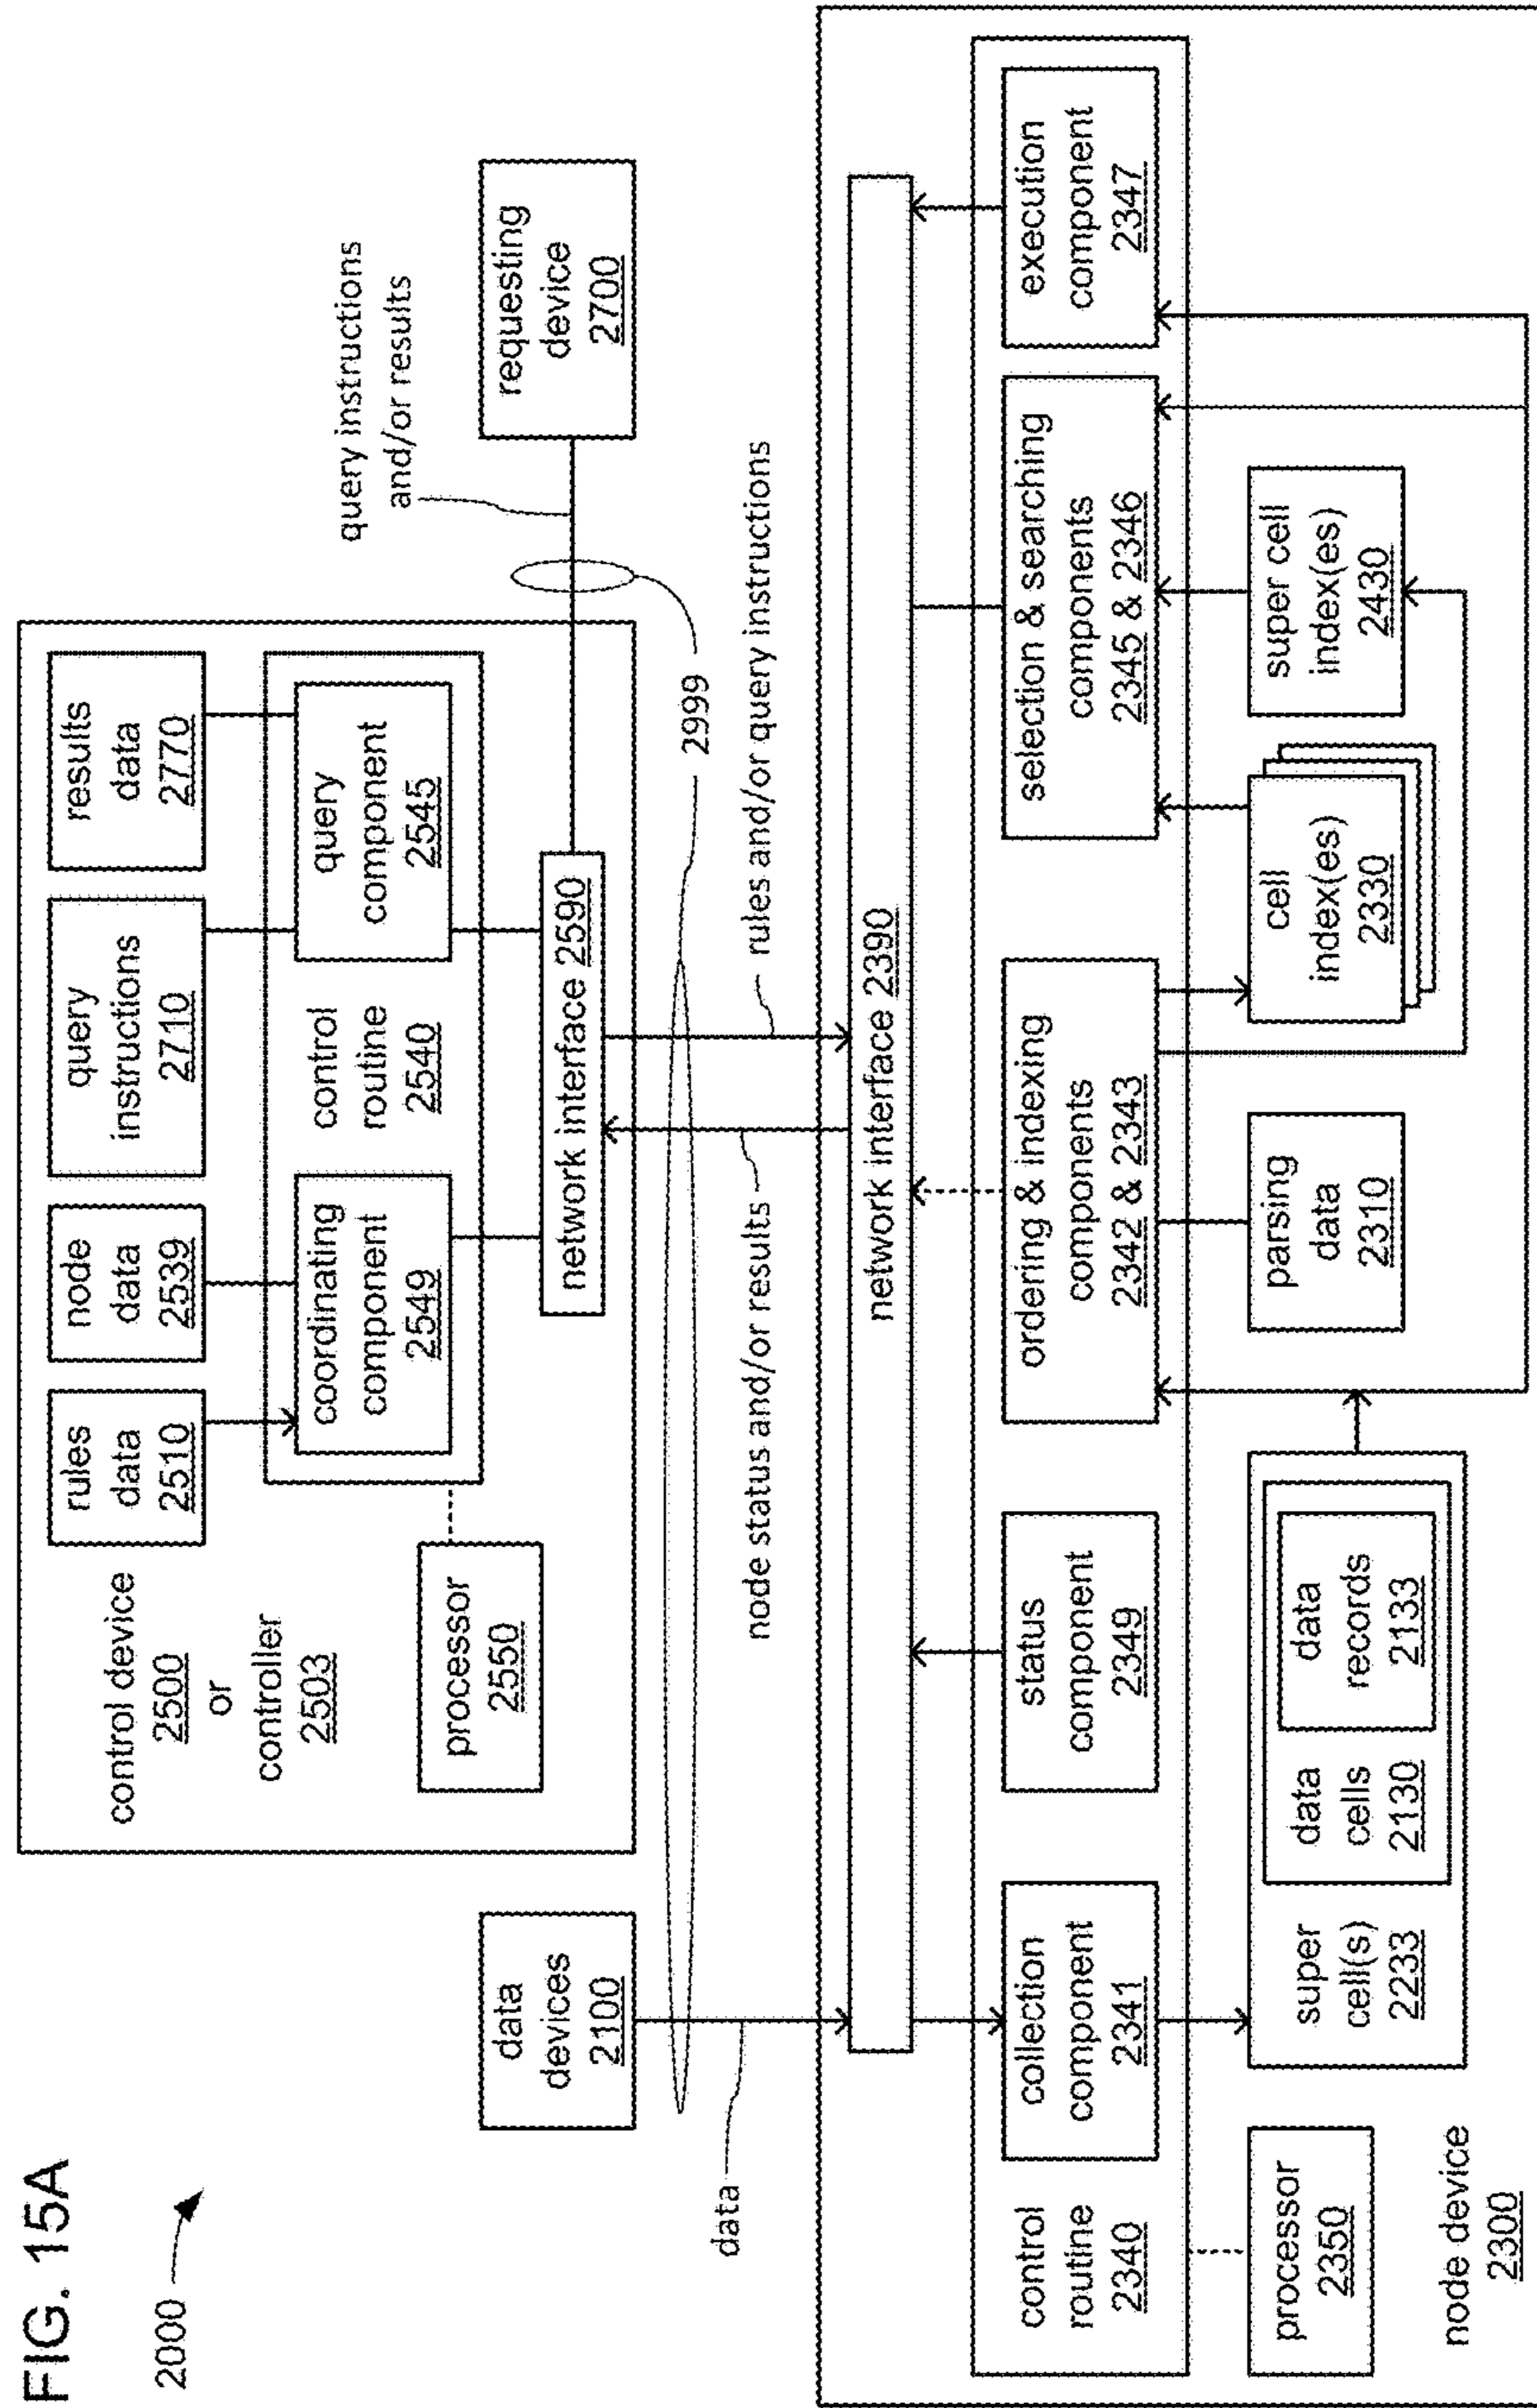 FIG. 15A
2000
control device
2500
or
controller
2503
processor
2550
rules
data
2510
node
data
2539
query
instructions
2710
results
data
2770
coordinating
component
2549
control
routine
2540
query
component
2545
network interface 2590
query instructions
and/or results
requesting
device
2700
data
devices
2100
2999
data
node status and/or results
rules and/or query instructions
network interface 2390
control
routine
2340
collection
component
2341
status
component
2349
ordering & indexing
components
2342 & 2343
selection & searching
components
2345 & 2346
execution
component
2347
processor
2350
super
cell(s)
2233
data
cells
2130
data
records
2133
parsing
data
2310
cell
index(es)
2330
super cell
index(es)
2430
node device
2300